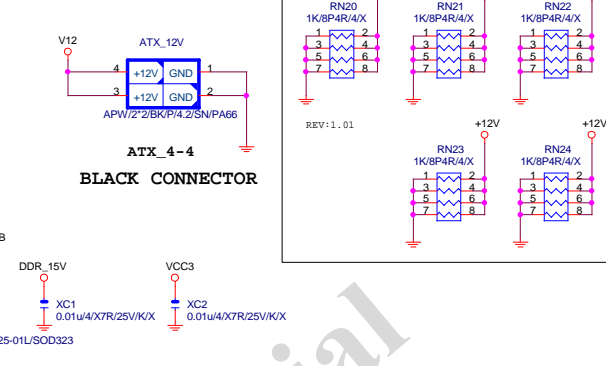 RN20 RN21 RN22
1K/8P4R/4/X 1K/8P4R/4/X 1K/8P4R/4/X
1 2 1 2 1 2
3 4 3 4 3 4
5 6 5 6 5 6
7 8 7 8 7 8
V12
ATX_12V
4 +12V GND 1
3 +12V GND 2
APW/2*2/BK/P/4.2/SN/PA66
ATX_4-4
BLACK CONNECTOR
REV:1.01
+12V +12V
RN23 RN24
1K/8P4R/4/X 1K/8P4R/4/X
1 2 1 2
3 4 3 4
5 6 5 6
7 8 7 8
B
DDR_15V VCC3
XC1 XC2
0.01u/4/X7R/25V/K/X 0.01u/4/X7R/25V/K/X
25-01L/SOD323
ial